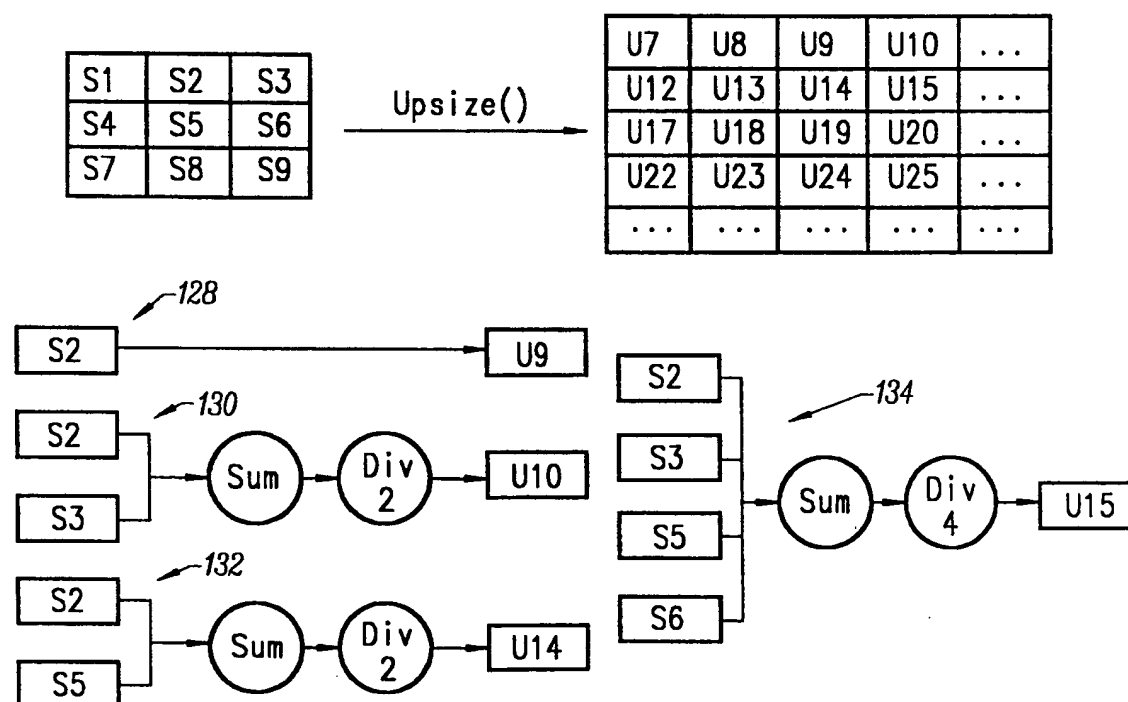 S1 S2 S3
S4 S5 S6
S7 S8 S9
Upsize()
U7 U8 U9 U10 ...
U12 U13 U14 U15 ...
U17 U18 U19 U20 ...
U22 U23 U24 U25 ...
... ... ... ... ...
128
S2 U9
130
S2
S3
Sum Div 2 U10
132
S2
S5
Sum Div 2 U14
134
S2
S3
S5
S6
Sum Div 4 U15